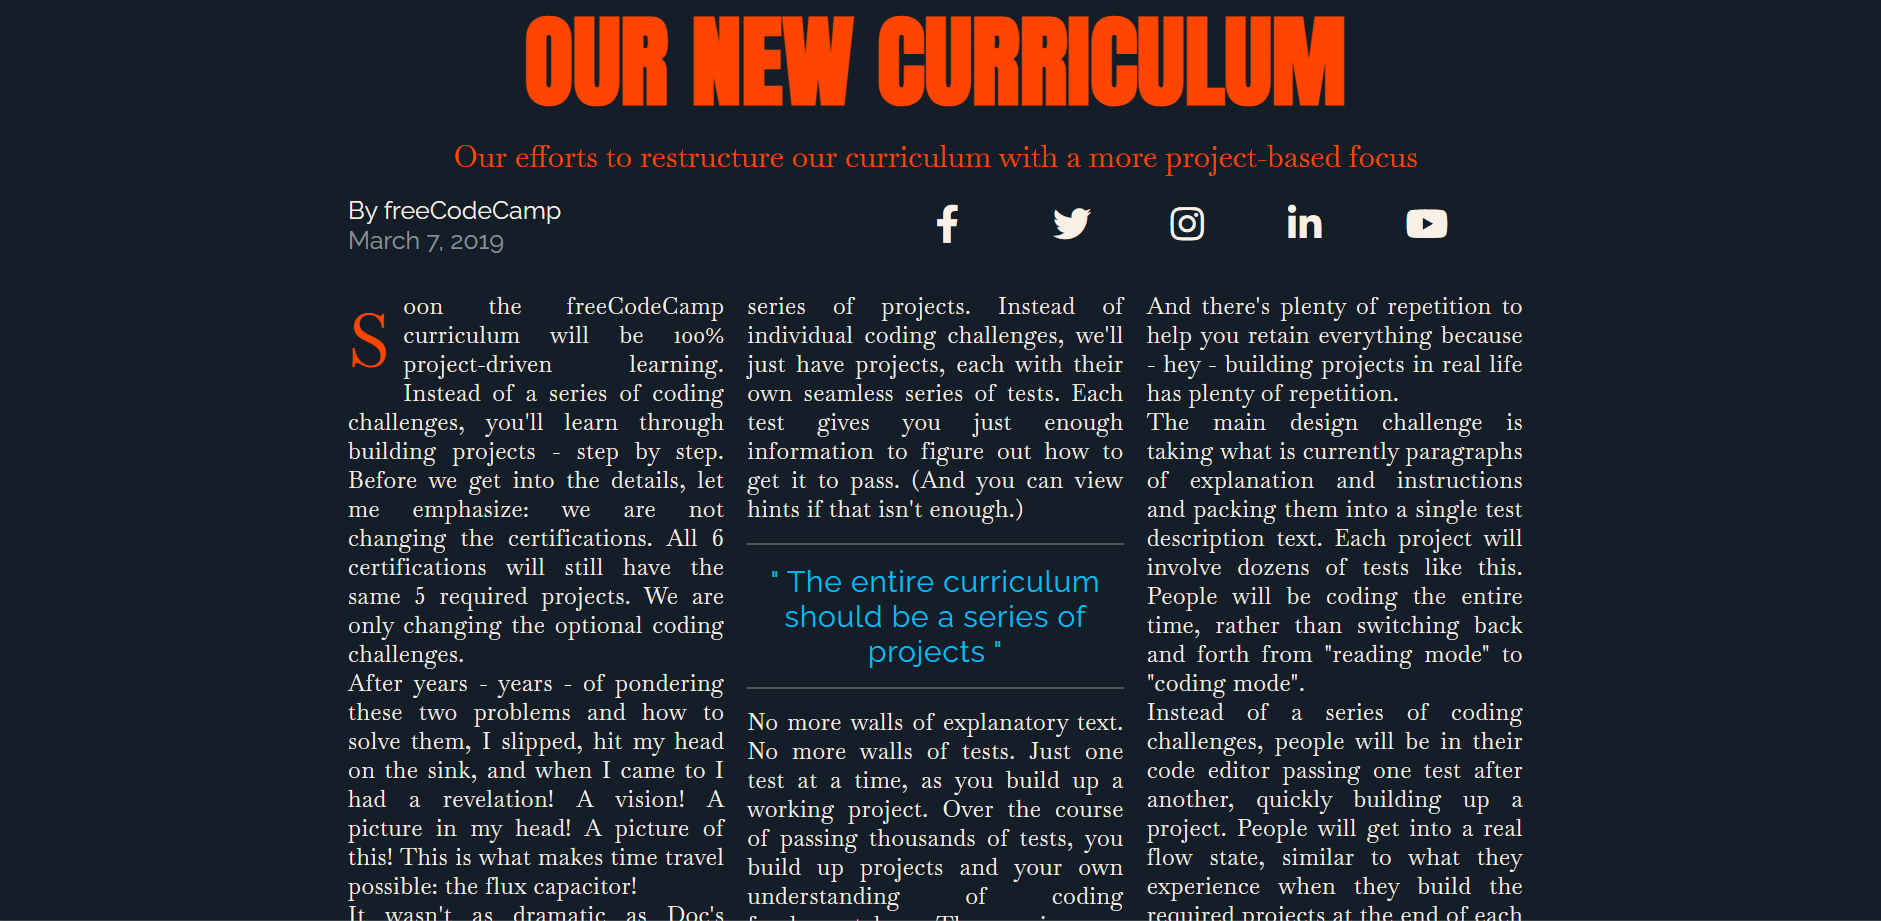 OUR NEW CURRICULUM
Our efforts to restructure our curriculum with a more project-based focus
By freeCodeCamp
March 7, 2019
Soon the freeCodeCamp
curriculum will be 100%
project-driven learning.
Instead of a series of coding
challenges, you'll learn through
building projects - step by step.
Before we get into the details, let
me emphasize: we are not
changing the certifications. All 6
certifications will still have the
same 5 required projects. We are
only changing the optional coding
challenges.
After years - years - of pondering
these two problems and how to
solve them, I slipped, hit my head
on the sink, and when I came to I
had a revelation! A vision! A
picture in my head! A picture of
this! This is what makes time travel
possible: the flux capacitor!
It wasn't as dramatic as Doc's
series of projects. Instead of
individual coding challenges, we'll
just have projects, each with their
own seamless series of tests. Each
test gives you just enough
information to figure out how to
get it to pass. (And you can view
hints if that isn't enough.)
" The entire curriculum
should be a series of
projects "
No more walls of explanatory text.
No more walls of tests. Just one
test at a time, as you build up a
working project. Over the course
of passing thousands of tests, you
build up projects and your own
understanding of coding
And there's plenty of repetition to
help you retain everything because
- hey - building projects in real life
has plenty of repetition.
The main design challenge is
taking what is currently paragraphs
of explanation and instructions
and packing them into a single test
description text. Each project will
involve dozens of tests like this.
People will be coding the entire
time, rather than switching back
and forth from "reading mode" to
"coding mode".
Instead of a series of coding
challenges, people will be in their
code editor passing one test after
another, quickly building up a
project. People will get into a real
flow state, similar to what they
experience when they build the
required projects at the end of each